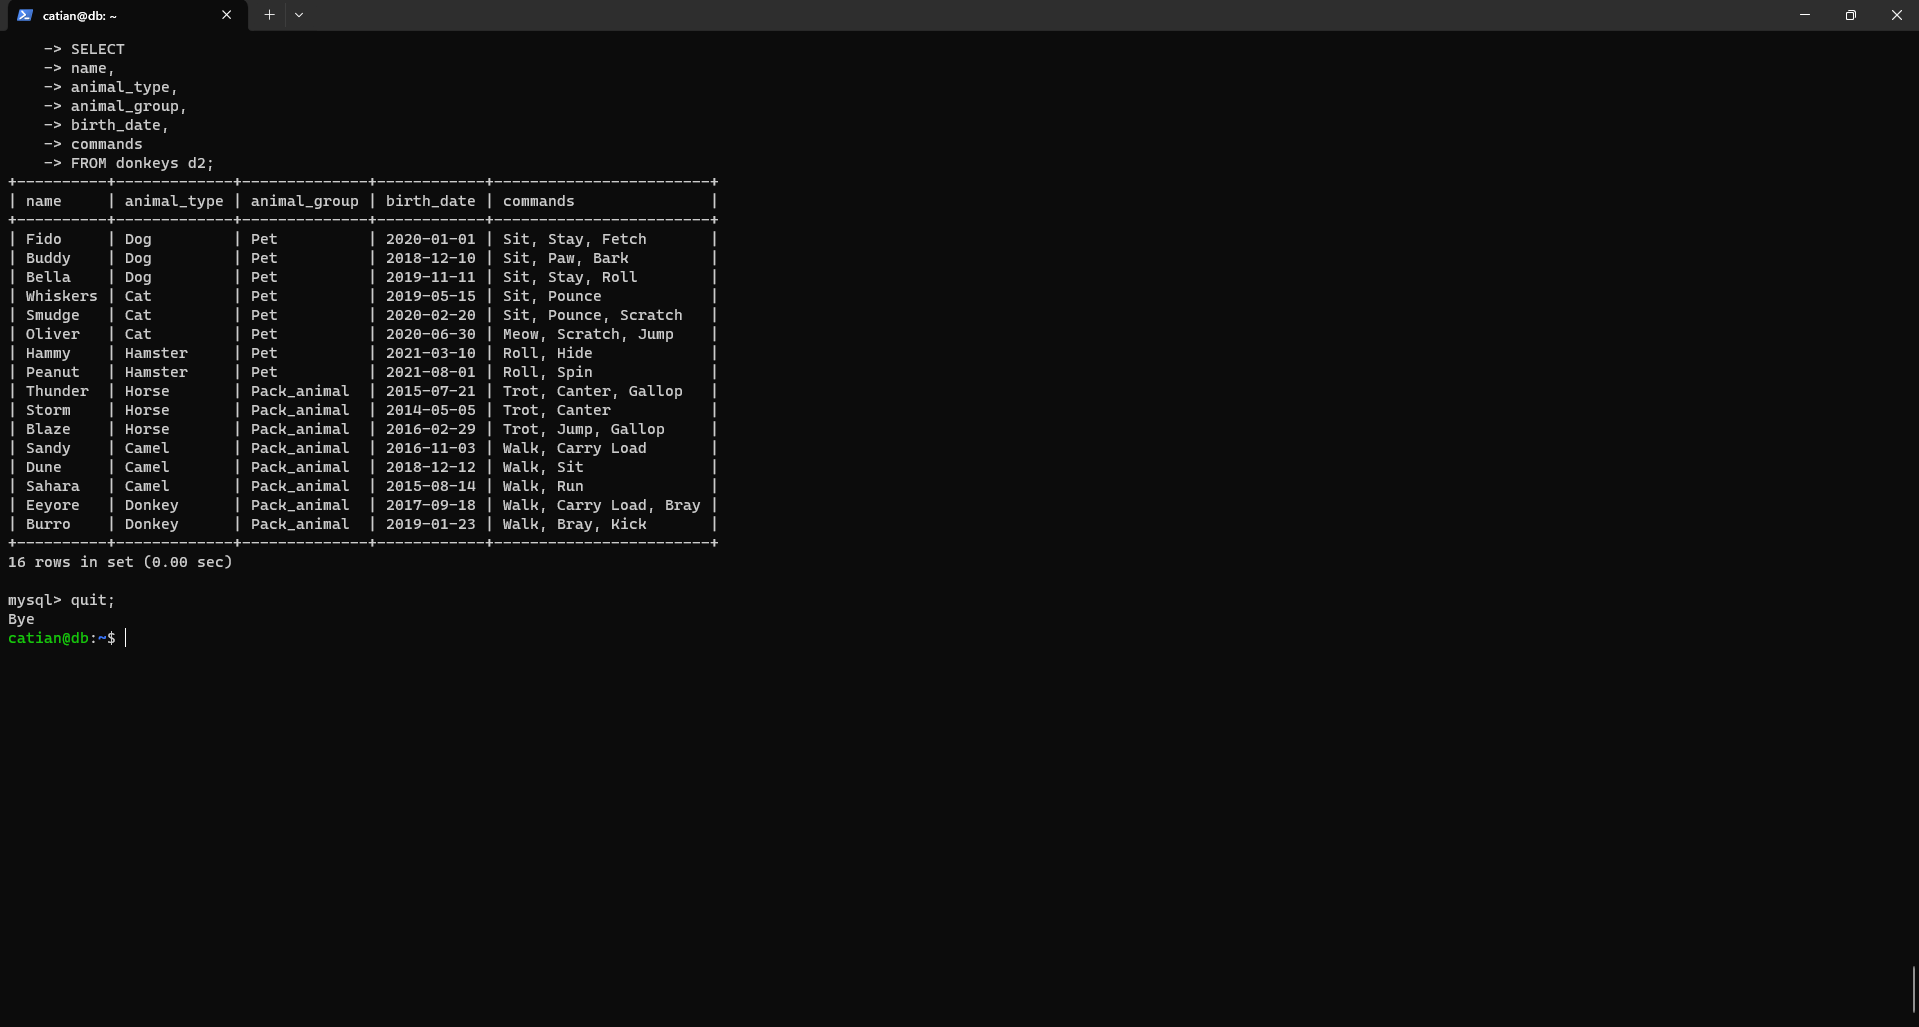 catian@db: ~
    -> SELECT
    -> name,
    -> animal_type,
    -> animal_group,
    -> birth_date,
    -> commands
    -> FROM donkeys d2;
+----------+-------------+--------------+------------+------------------------+
| name     | animal_type | animal_group | birth_date | commands               |
+----------+-------------+--------------+------------+------------------------+
| Fido     | Dog         | Pet          | 2020-01-01 | Sit, Stay, Fetch       |
| Buddy    | Dog         | Pet          | 2018-12-10 | Sit, Paw, Bark         |
| Bella    | Dog         | Pet          | 2019-11-11 | Sit, Stay, Roll        |
| Whiskers | Cat         | Pet          | 2019-05-15 | Sit, Pounce            |
| Smudge   | Cat         | Pet          | 2020-02-20 | Sit, Pounce, Scratch   |
| Oliver   | Cat         | Pet          | 2020-06-30 | Meow, Scratch, Jump    |
| Hammy    | Hamster     | Pet          | 2021-03-10 | Roll, Hide             |
| Peanut   | Hamster     | Pet          | 2021-08-01 | Roll, Spin             |
| Thunder  | Horse       | Pack_animal  | 2015-07-21 | Trot, Canter, Gallop   |
| Storm    | Horse       | Pack_animal  | 2014-05-05 | Trot, Canter           |
| Blaze    | Horse       | Pack_animal  | 2016-02-29 | Trot, Jump, Gallop     |
| Sandy    | Camel       | Pack_animal  | 2016-11-03 | Walk, Carry Load       |
| Dune     | Camel       | Pack_animal  | 2018-12-12 | Walk, Sit              |
| Sahara   | Camel       | Pack_animal  | 2015-08-14 | Walk, Run              |
| Eeyore   | Donkey      | Pack_animal  | 2017-09-18 | Walk, Carry Load, Bray |
| Burro    | Donkey      | Pack_animal  | 2019-01-23 | Walk, Bray, Kick       |
+----------+-------------+--------------+------------+------------------------+
16 rows in set (0.00 sec)

mysql> quit;
Bye
catian@db:~$